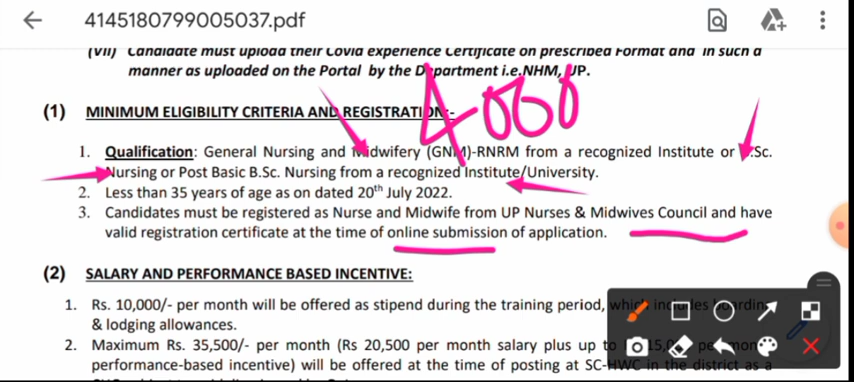 4145180799005037.pdf
(VII) Candidate must upload their Covid experience Certificate on prescribed Format and in such a
manner as uploaded on the Portal by the Department i.e.NHM, UP.
4000
(1) MINIMUM ELIGIBILITY CRITERIA AND REGISTRATION:-
1. Qualification: General Nursing and Midwifery (GNM)-RNRM from a recognized Institute or B.Sc.
Nursing or Post Basic B.Sc. Nursing from a recognized Institute/University.
2. Less than 35 years of age as on dated 20th July 2022.
3. Candidates must be registered as Nurse and Midwife from UP Nurses & Midwives Council and have
valid registration certificate at the time of online submission of application.
(2) SALARY AND PERFORMANCE BASED INCENTIVE:
1. Rs. 10,000/- per month will be offered as stipend during the training period, which includes boarding
& lodging allowances.
2. Maximum Rs. 35,500/- per month (Rs 20,500 per month salary plus up to
performance-based incentive) will be offered at the time of posting at SC-HWC in the district as a